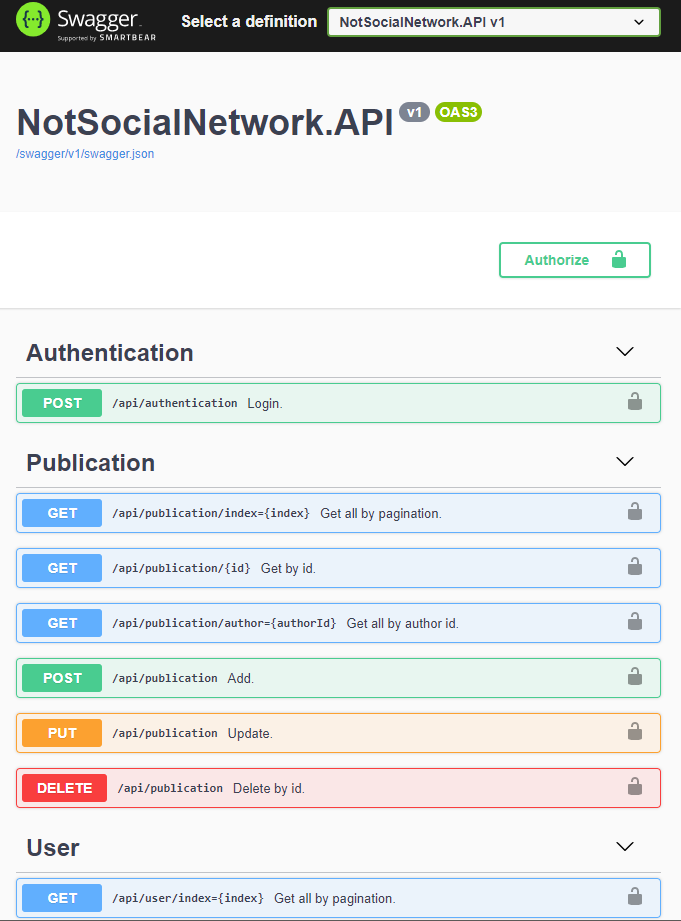 Swagger
Supported by SMARTBEAR
Select a definition
NotSocialNetwork.API v1
NotSocialNetwork.API v1 OAS3
/swagger/v1/swagger.json
Authorize
Authentication
POST /api/authentication Login.
Publication
GET /api/publication/index={index} Get all by pagination.
GET /api/publication/{id} Get by id.
GET /api/publication/author={authorId} Get all by author id.
POST /api/publication Add.
PUT /api/publication Update.
DELETE /api/publication Delete by id.
User
GET /api/user/index={index} Get all by pagination.